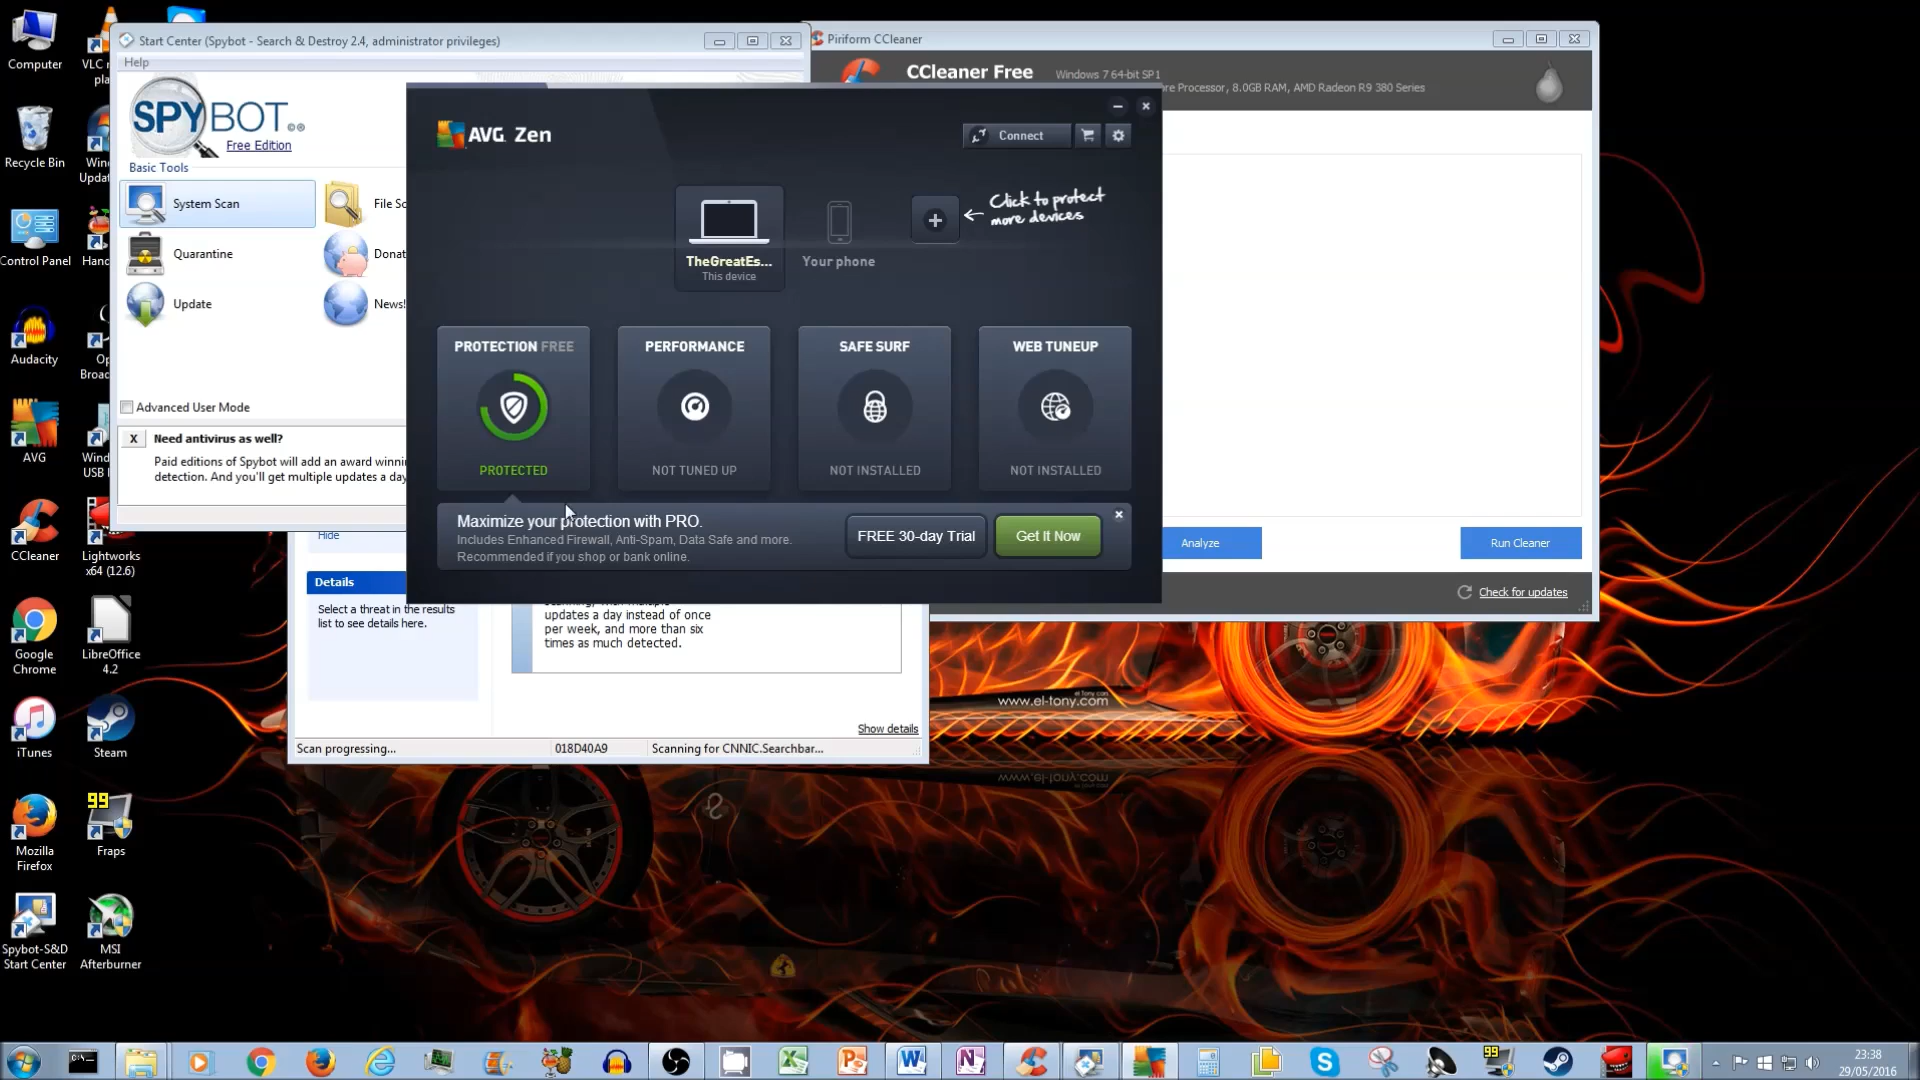 Computer
Recycle Bin
Control Panel
Audacity
AVG
CCleaner
Google
Chrome
iTunes
Mozilla
Firefox
Spybot-S&D
Start Center
VLC
pla
Updat
Hanc
Op
Broac
Lightworks
x64 (12.6)
LibreOffice
4.2
Steam
99
Fraps
MSI
Afterburner
Start Center (Spybot - Search & Destroy 2.4, administrator privileges)
Help
SPYBOT
Free Edition
Basic Tools
System Scan
File Sc
Quarantine
Donat
Update
News!
Advanced User Mode
X
Need antivirus as well?
Paid editions of Spybot will add an award winni
detection. And you'll get multiple updates a day
Hide
Details
Select a threat in the results
list to see details here.
updates a day instead of once
per week, and more than six
times as much detected.
Show details
Scan progressing...
018D40A9
Scanning for CNNIC.Searchbar...
AVG. Zen
Connect
TheGreatEs...
This device
Your phone
Click to protect
more devices
PROTECTION FREE
PROTECTED
PERFORMANCE
NOT TUNED UP
SAFE SURF
NOT INSTALLED
WEB TUNEUP
NOT INSTALLED
Maximize your protection with PRO.
Includes Enhanced Firewall, Anti-Spam, Data Safe and more.
Recommended if you shop or bank online.
FREE 30-day Trial
Get It Now
Piriform CCleaner
CCleaner Free
Windows 7 64-bit SP1
re Processor, 8.0GB RAM, AMD Radeon R9 380 Series
Analyze
Run Cleaner
Check for updates
www.el-tony.com
99
23:38
29/05/2016